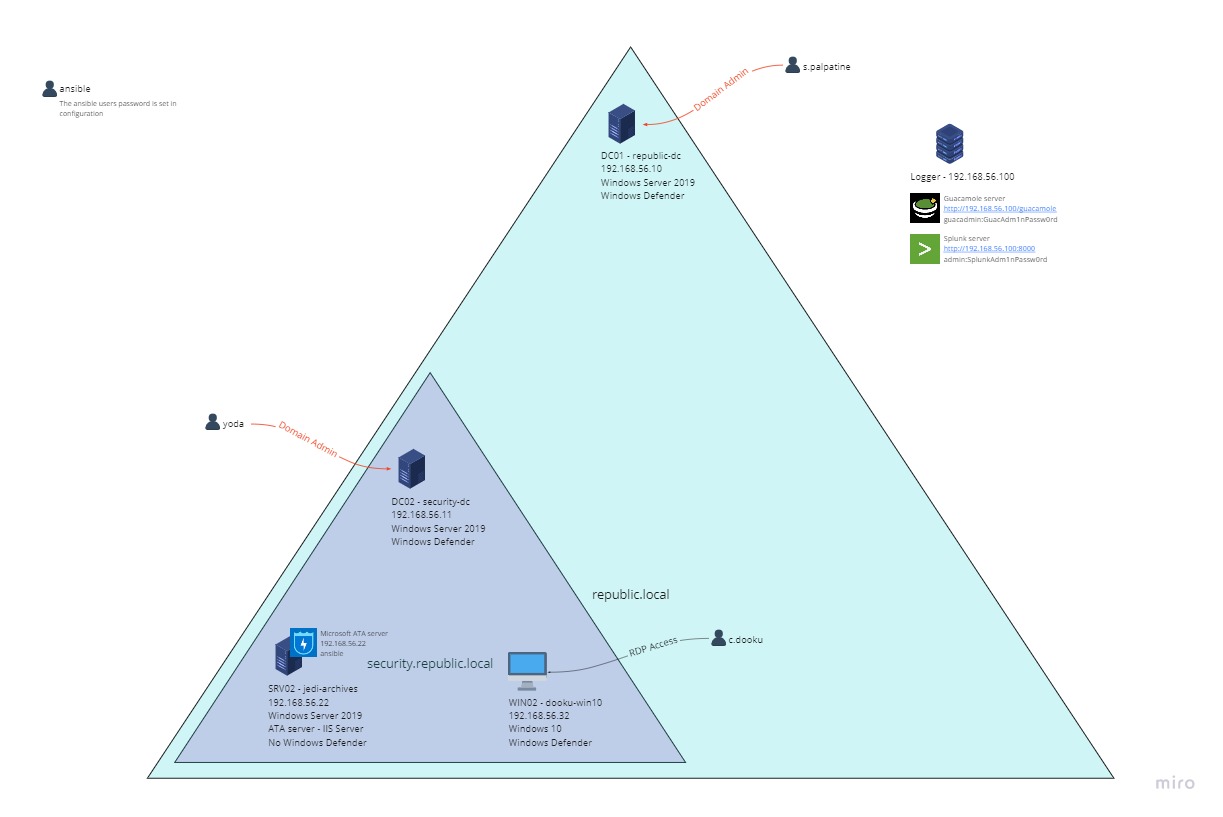 ansible
The ansible users password is set in
configuration
s.palpatine
Domain Admin
DC01 - republic-dc
192.168.56.10
Windows Server 2019
Windows Defender
Logger - 192.168.56.100
Guacamole server
http://192.168.56.100/guacamole
guacadmin:GuacAdm1nPassw0rd
Splunk server
http://192.168.56.100:8000
admin:SplunkAdm1nPassw0rd
yoda
Domain Admin
DC02 - security-dc
192.168.56.11
Windows Server 2019
Windows Defender
republic.local
c.dooku
RDP Access
Microsoft ATA server
192.168.56.22
ansible
security.republic.local
SRV02 - jedi-archives
192.168.56.22
Windows Server 2019
ATA server - IIS Server
No Windows Defender
WIN02 - dooku-win10
192.168.56.32
Windows 10
Windows Defender
miro